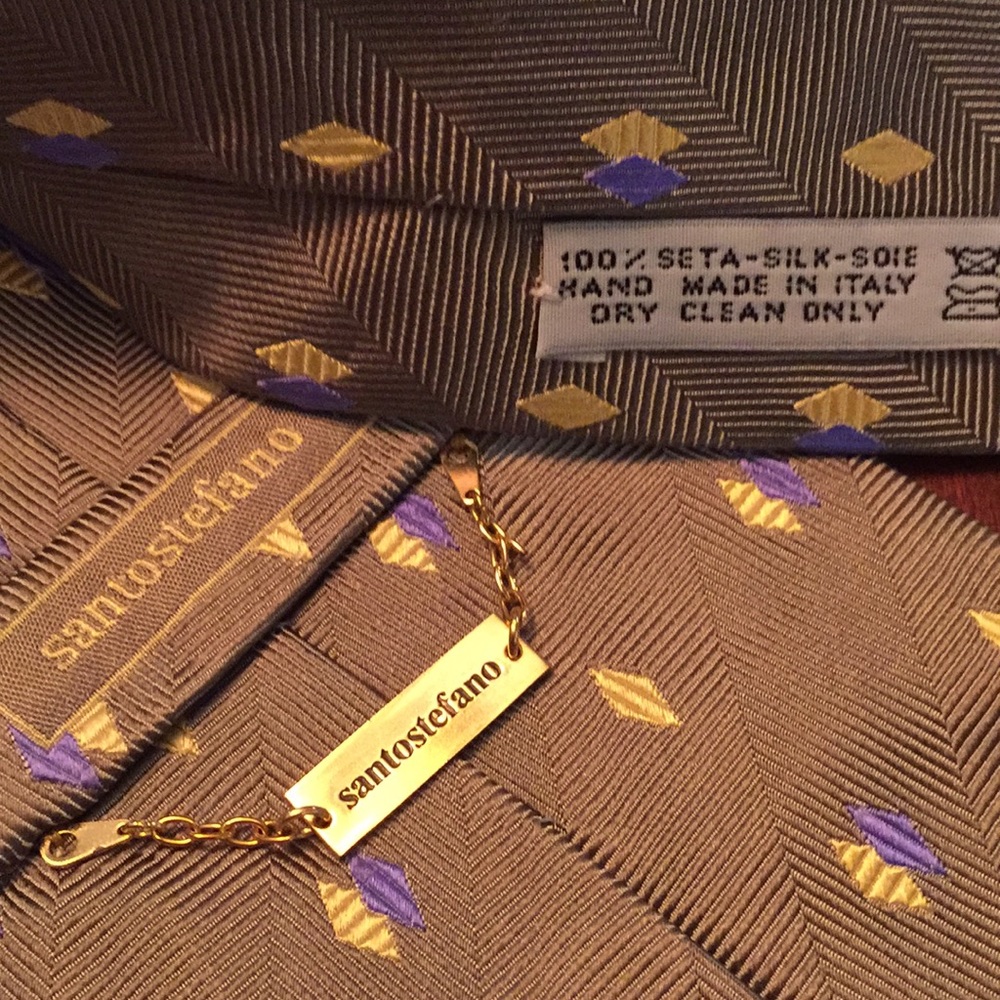 100% SETA-SILK-SOIE
HAND MADE IN ITALY
DRY CLEAN ONLY
santostefano
santostefano